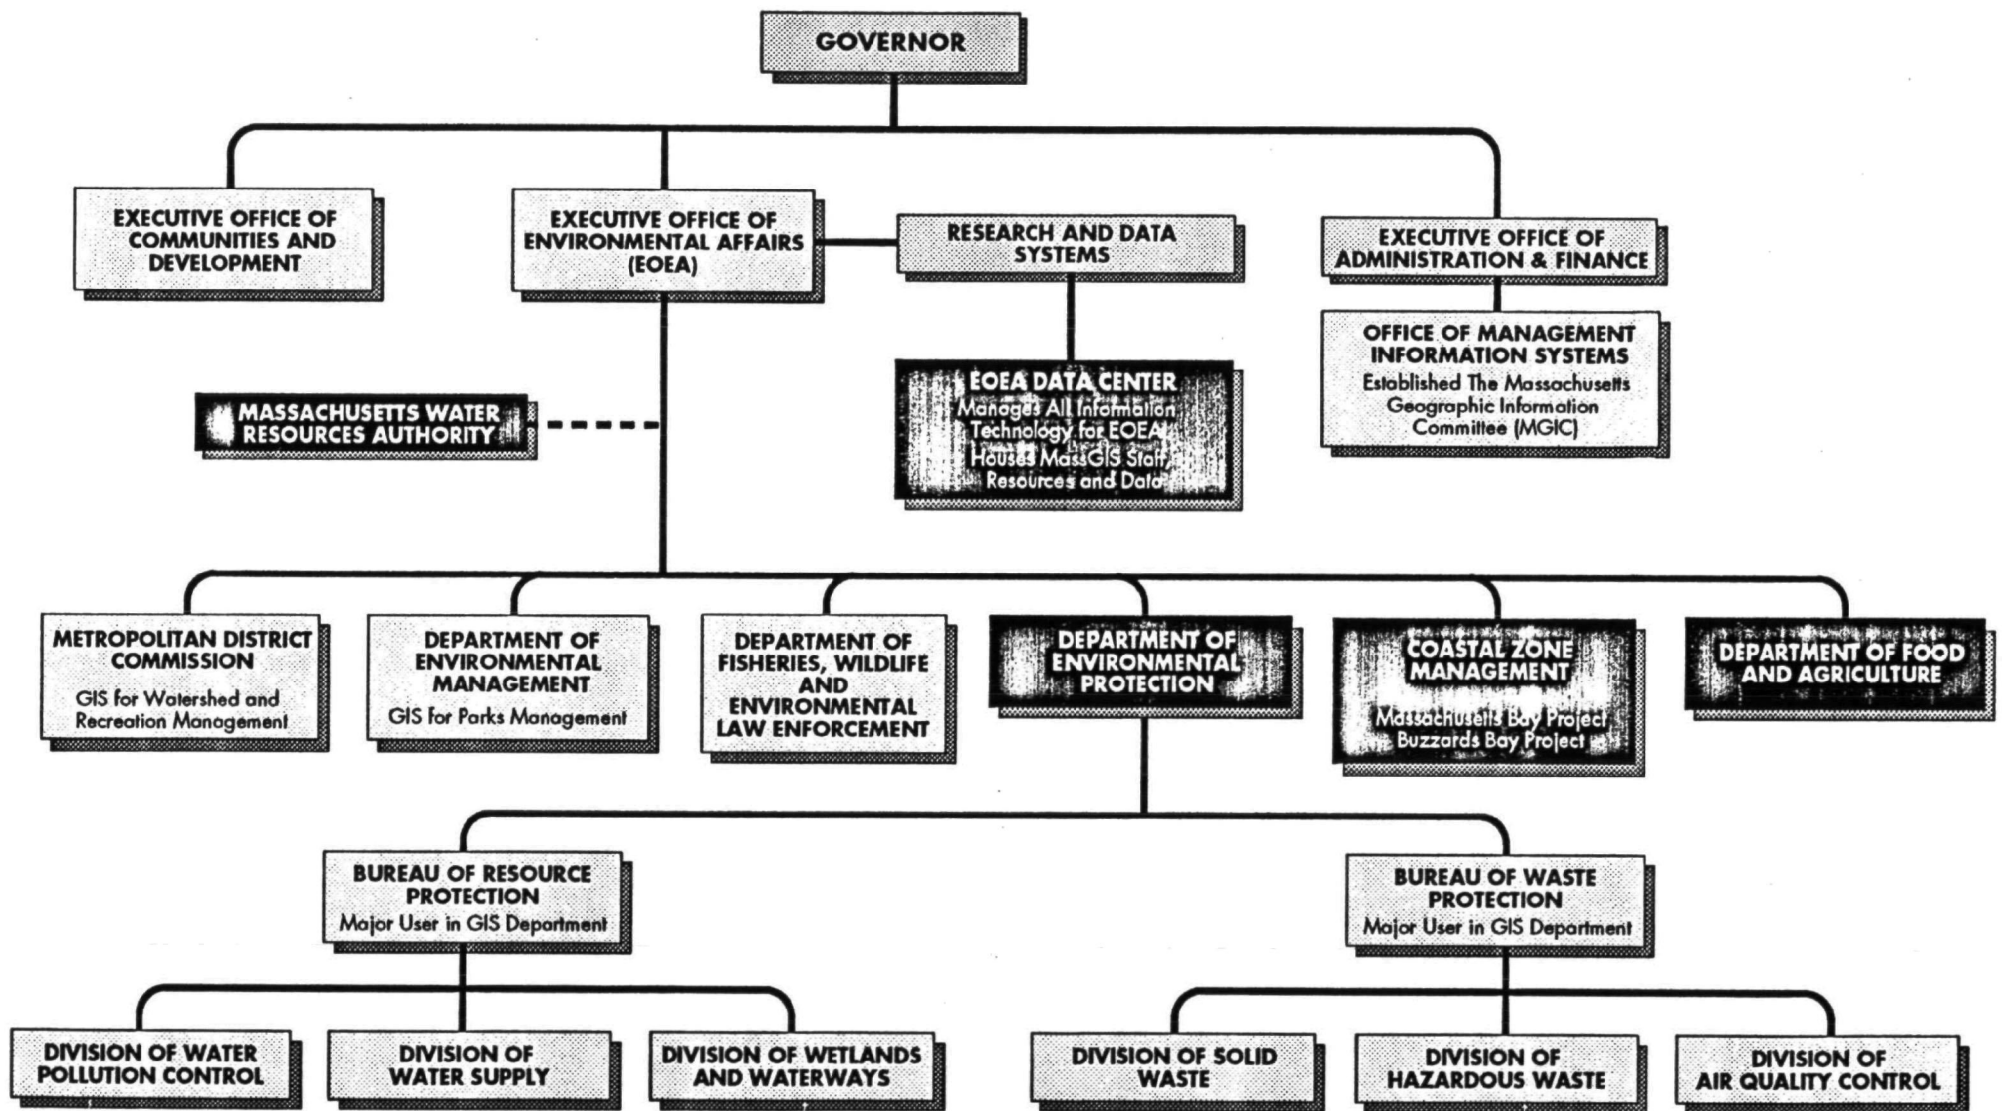 GOVERNOR
EXECUTIVE OFFICE OF
COMMUNITIES AND
DEVELOPMENT
EXECUTIVE OFFICE OF
ENVIRONMENTAL AFFAIRS
(EOEA)
RESEARCH AND DATA
SYSTEMS
EXECUTIVE OFFICE OF
ADMINISTRATION & FINANCE
OFFICE OF MANAGEMENT
INFORMATION SYSTEMS
Established The Massachusetts
Geographic Information
Committee (MGIC)
EOEA DATA CENTER
Manages All Information
Technology for EOEA,
Houses MassGIS Staff,
Resources and Data
MASSACHUSETTS WATER
RESOURCES AUTHORITY
METROPOLITAN DISTRICT
COMMISSION
GIS for Watershed and
Recreation Management
DEPARTMENT OF
ENVIRONMENTAL
MANAGEMENT
GIS for Parks Management
DEPARTMENT OF
FISHERIES, WILDLIFE
AND
ENVIRONMENTAL
LAW ENFORCEMENT
DEPARTMENT OF
ENVIRONMENTAL
PROTECTION
COASTAL ZONE
MANAGEMENT
Massachusetts Bay Project
Buzzards Bay Project
DEPARTMENT OF FOOD
AND AGRICULTURE
BUREAU OF RESOURCE
PROTECTION
Major User in GIS Department
BUREAU OF WASTE
PROTECTION
Major User in GIS Department
DIVISION OF WATER
POLLUTION CONTROL
DIVISION OF
WATER SUPPLY
DIVISION OF WETLANDS
AND WATERWAYS
DIVISION OF SOLID
WASTE
DIVISION OF
HAZARDOUS WASTE
DIVISION OF
AIR QUALITY CONTROL